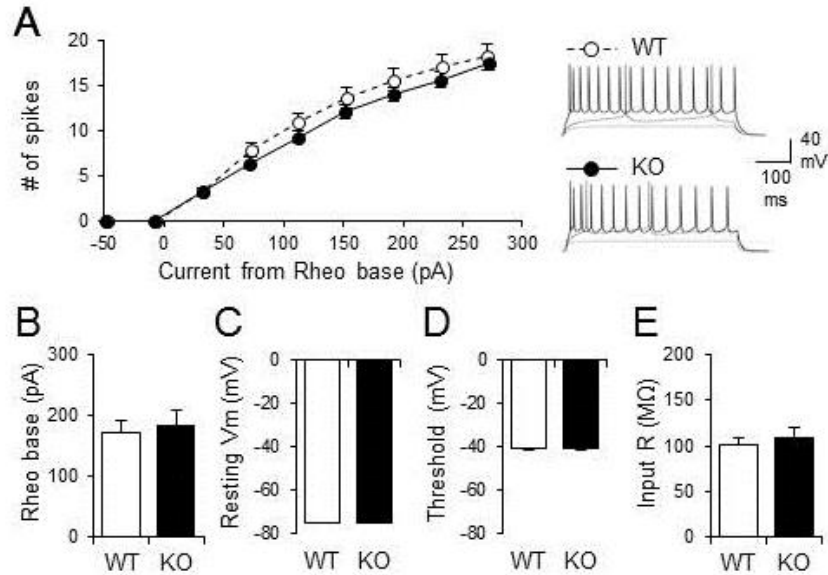 A
# of spikes
20
15
10
5
0
-50
0
50
100
150
200
250
300
Current from Rheo base (pA)
WT
KO
40
mV
100
ms
B
Rheo base (pA)
300
200
100
0
WT KO
C
Resting Vm (mV)
0
-20
-40
-60
-80
WT KO
D
Threshold (mV)
0
-20
-40
-60
-80
WT KO
E
Input R (MΩ)
200
150
100
50
0
WT KO